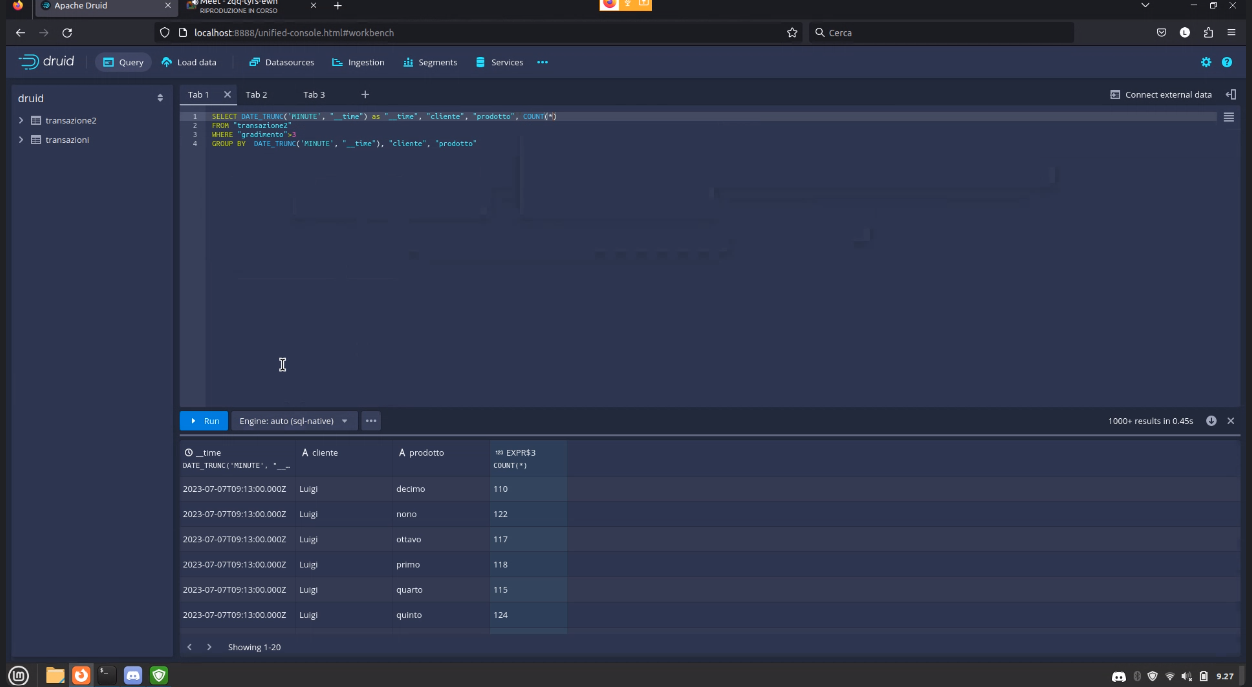 Apache Druid
Meet - zqq-tyrs-ewn
RIPRODUZIONE IN CORSO
localhost:8888/unified-console.html#workbench
Cerca
druid
Query
Load data
Datasources
Ingestion
Segments
Services
druid
Tab 1
Tab 2
Tab 3
Connect external data
transazione2
transazioni
1 SELECT DATE_TRUNC('MINUTE', "__time") as "__time", "cliente", "prodotto", COUNT(*)
2 FROM "transazione2"
3 WHERE "gradimento">3
4 GROUP BY DATE_TRUNC('MINUTE', "__time"), "cliente", "prodotto"
Run
Engine: auto (sql-native)
1000+ results in 0.45s
__time A cliente A prodotto EXPR$3
DATE_TRUNC('MINUTE', "__... COUNT(*)
2023-07-07T09:13:00.000Z Luigi decimo 110
2023-07-07T09:13:00.000Z Luigi nono 122
2023-07-07T09:13:00.000Z Luigi ottavo 117
2023-07-07T09:13:00.000Z Luigi primo 118
2023-07-07T09:13:00.000Z Luigi quarto 115
2023-07-07T09:13:00.000Z Luigi quinto 124
Showing 1-20
9.27